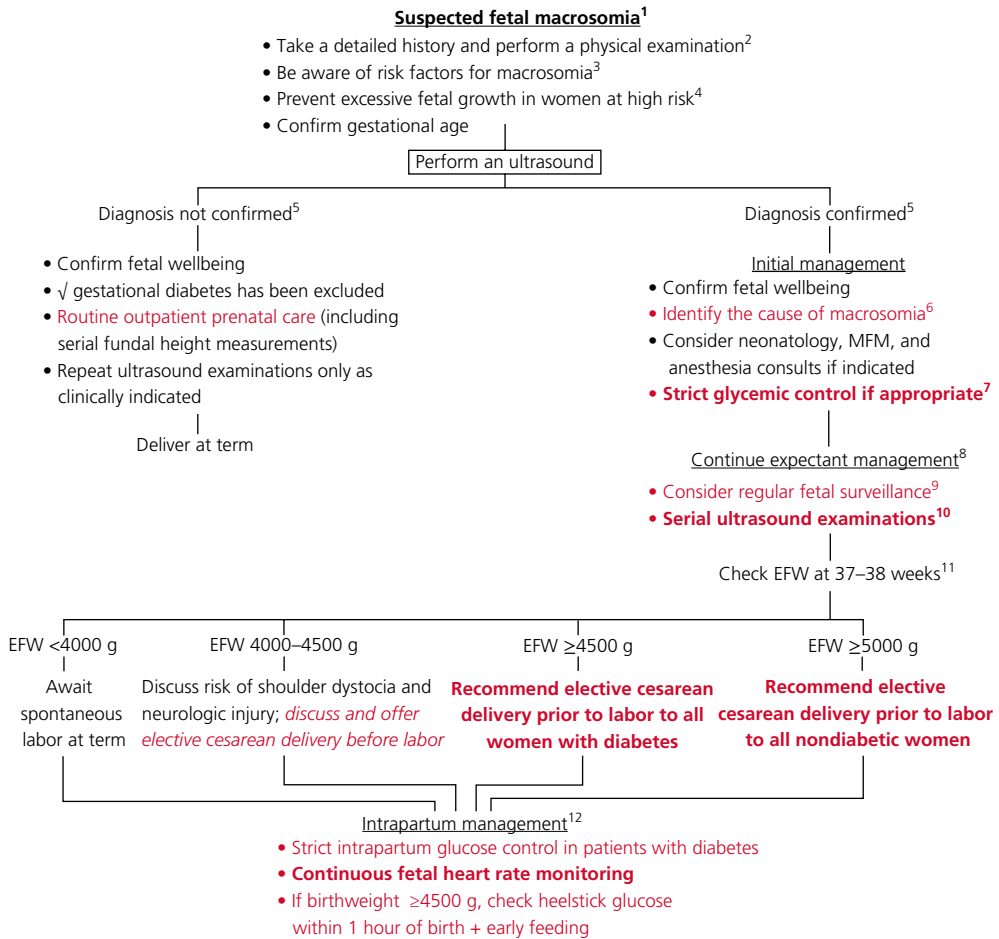 Suspected fetal macrosomia1
• Take a detailed history and perform a physical examination2
• Be aware of risk factors for macrosomia3
• Prevent excessive fetal growth in women at high risk4
• Confirm gestational age
Perform an ultrasound
Diagnosis not confirmed5
• Confirm fetal wellbeing
• √ gestational diabetes has been excluded
• Routine outpatient prenatal care (including
serial fundal height measurements)
• Repeat ultrasound examinations only as
clinically indicated
Deliver at term
Diagnosis confirmed5
Initial management
• Confirm fetal wellbeing
• Identify the cause of macrosomia6
• Consider neonatology, MFM, and
anesthesia consults if indicated
• Strict glycemic control if appropriate7
Continue expectant management8
• Consider regular fetal surveillance9
• Serial ultrasound examinations10
Check EFW at 37–38 weeks11
EFW <4000 g
Await
spontaneous
labor at term
EFW 4000–4500 g
Discuss risk of shoulder dystocia and
neurologic injury; discuss and offer
elective cesarean delivery before labor
EFW ≥4500 g
Recommend elective cesarean
delivery prior to labor to all
women with diabetes
EFW ≥5000 g
Recommend elective
cesarean delivery prior to labor
to all nondiabetic women
Intrapartum management12
• Strict intrapartum glucose control in patients with diabetes
• Continuous fetal heart rate monitoring
• If birthweight ≥4500 g, check heelstick glucose
within 1 hour of birth + early feeding